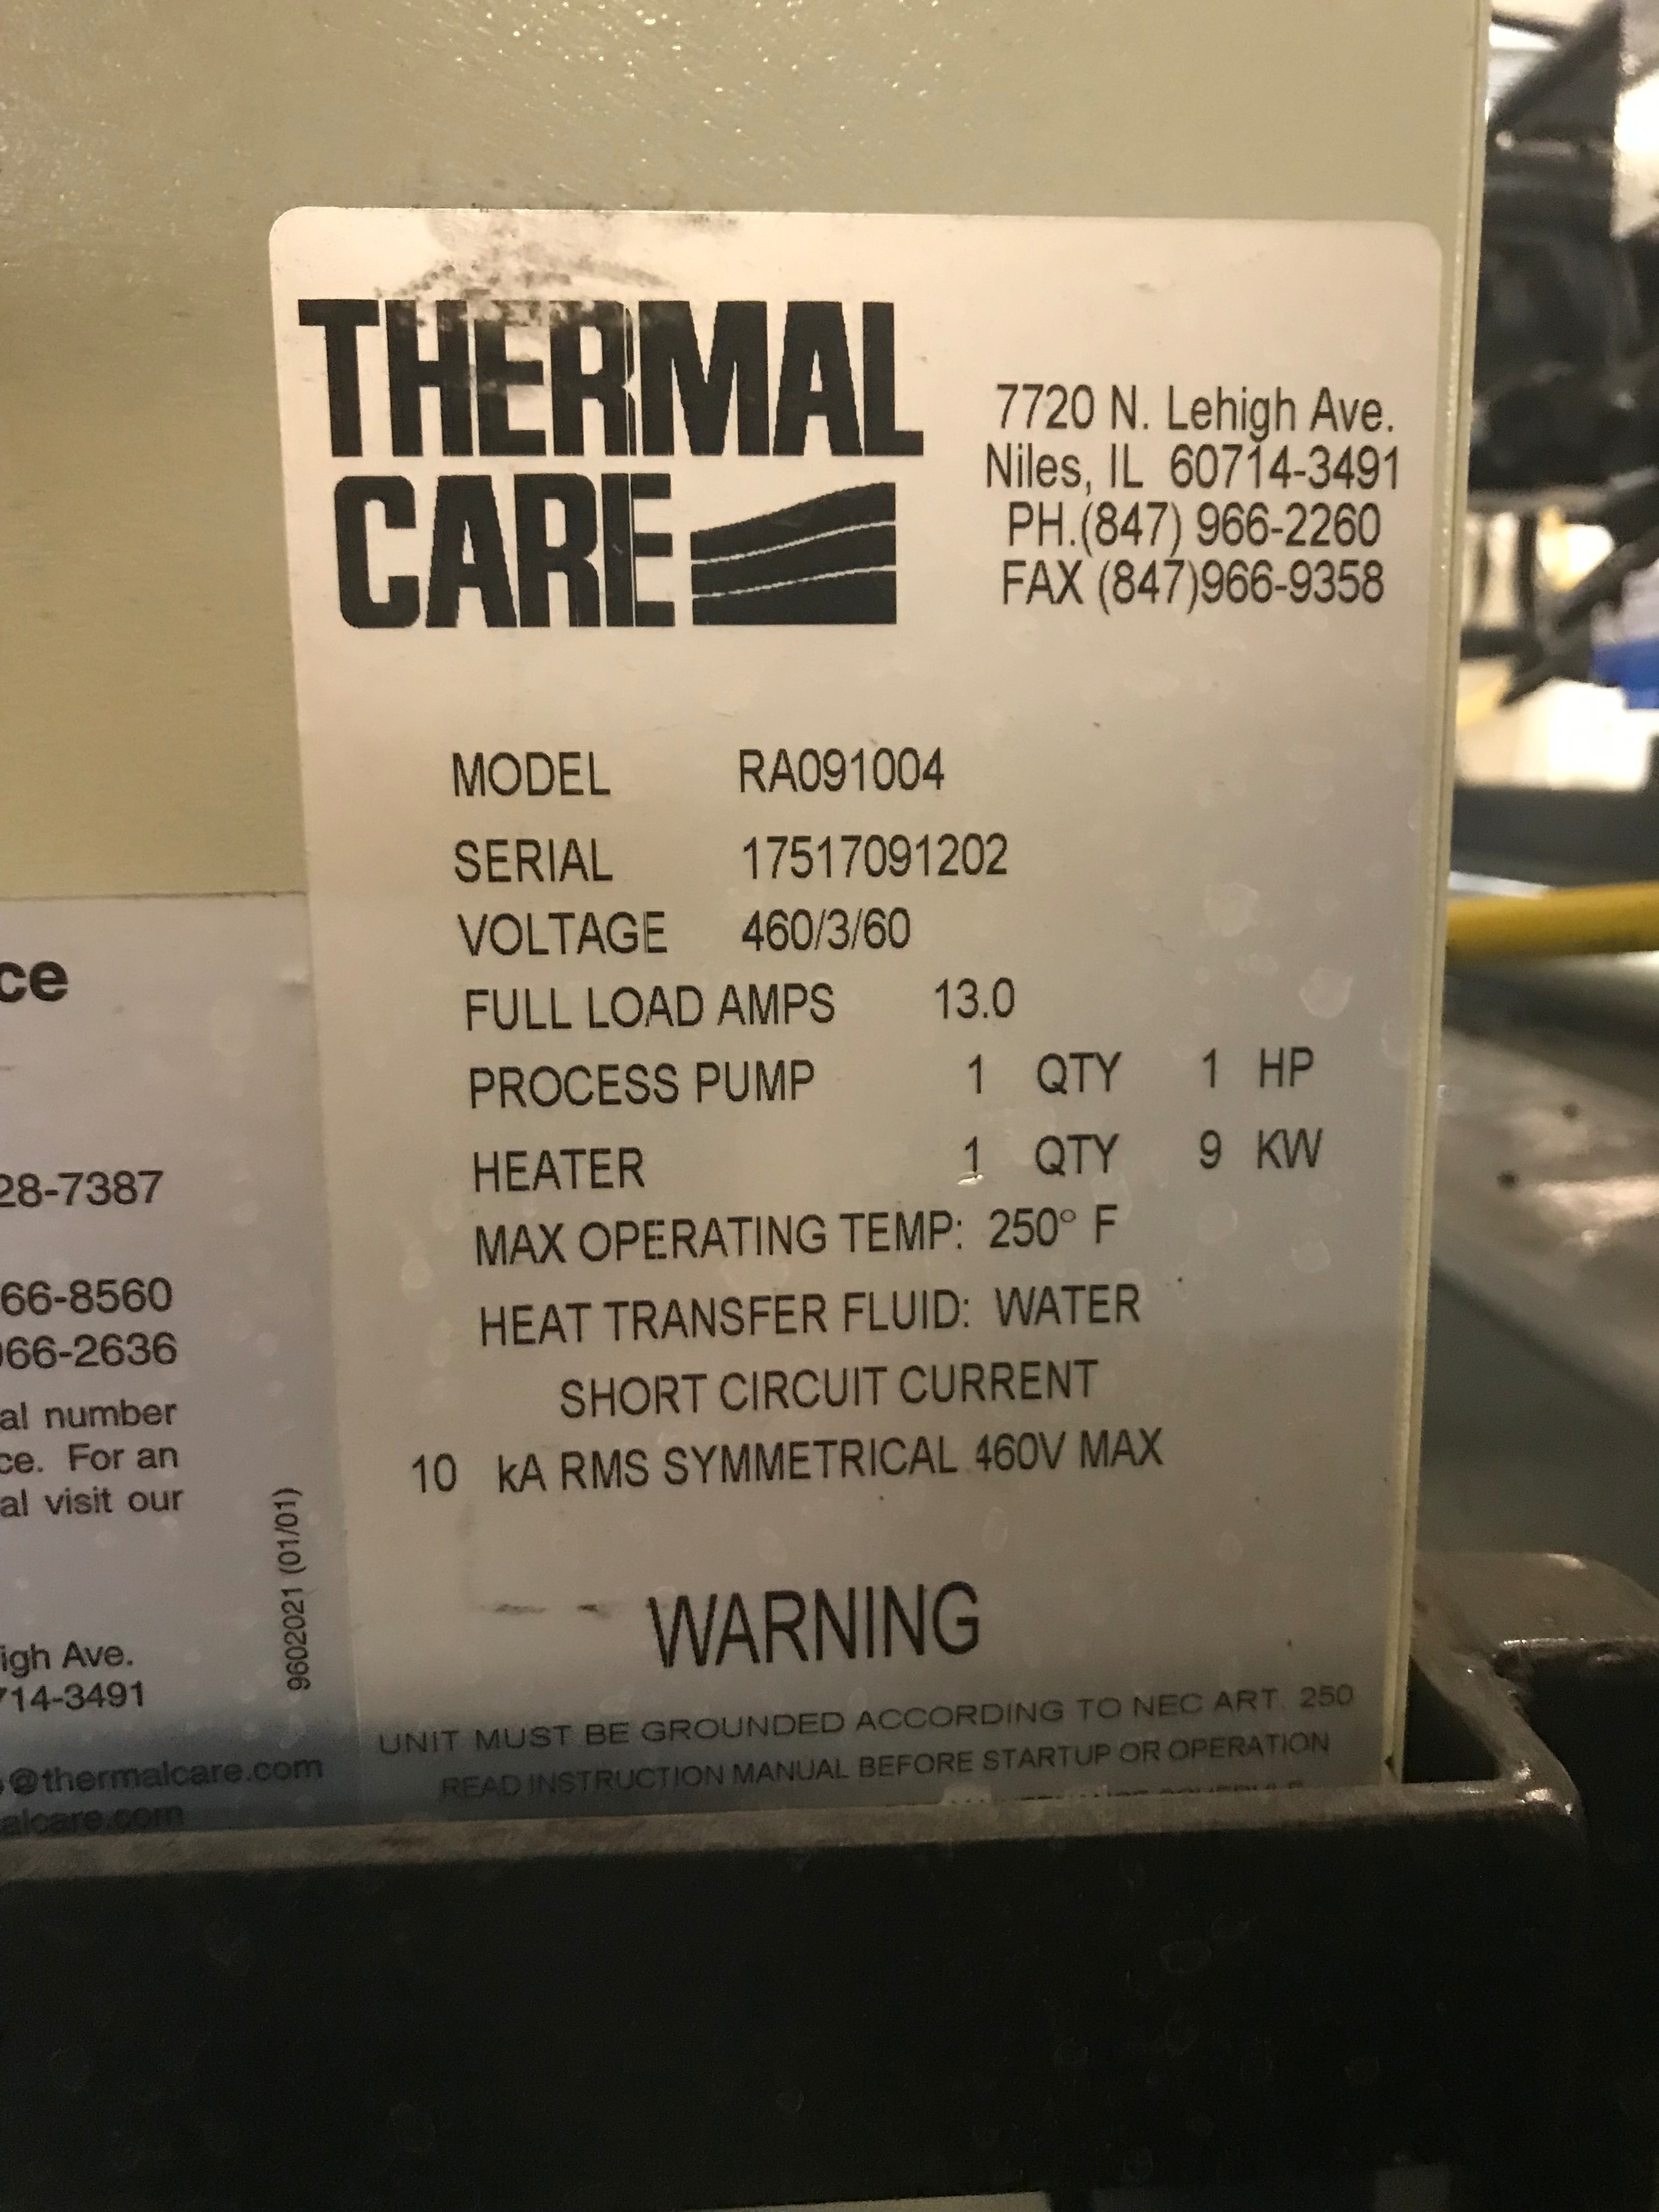 THERMAL
CARE
7720 N. Lehigh Ave.
Niles, IL 60714-3491
PH.(847) 966-2260
FAX (847)966-9358
MODEL RA091004
SERIAL 17517091202
VOLTAGE 460/3/60
FULL LOAD AMPS 13.0
PROCESS PUMP 1 QTY 1 HP
HEATER 1 QTY 9 KW
MAX OPERATING TEMP: 250° F
HEAT TRANSFER FLUID: WATER
SHORT CIRCUIT CURRENT
10 kA RMS SYMMETRICAL 460V MAX
WARNING
UNIT MUST BE GROUNDED ACCORDING TO NEC ART. 250
READ INSTRUCTION MANUAL BEFORE STARTUP OR OPERATION
ce
28-7387
66-8560
966-2636
al number
ce. For an
al visit our
igh Ave.
714-3491
@thermalcare.com
alcare.com
9602021 (01/01)